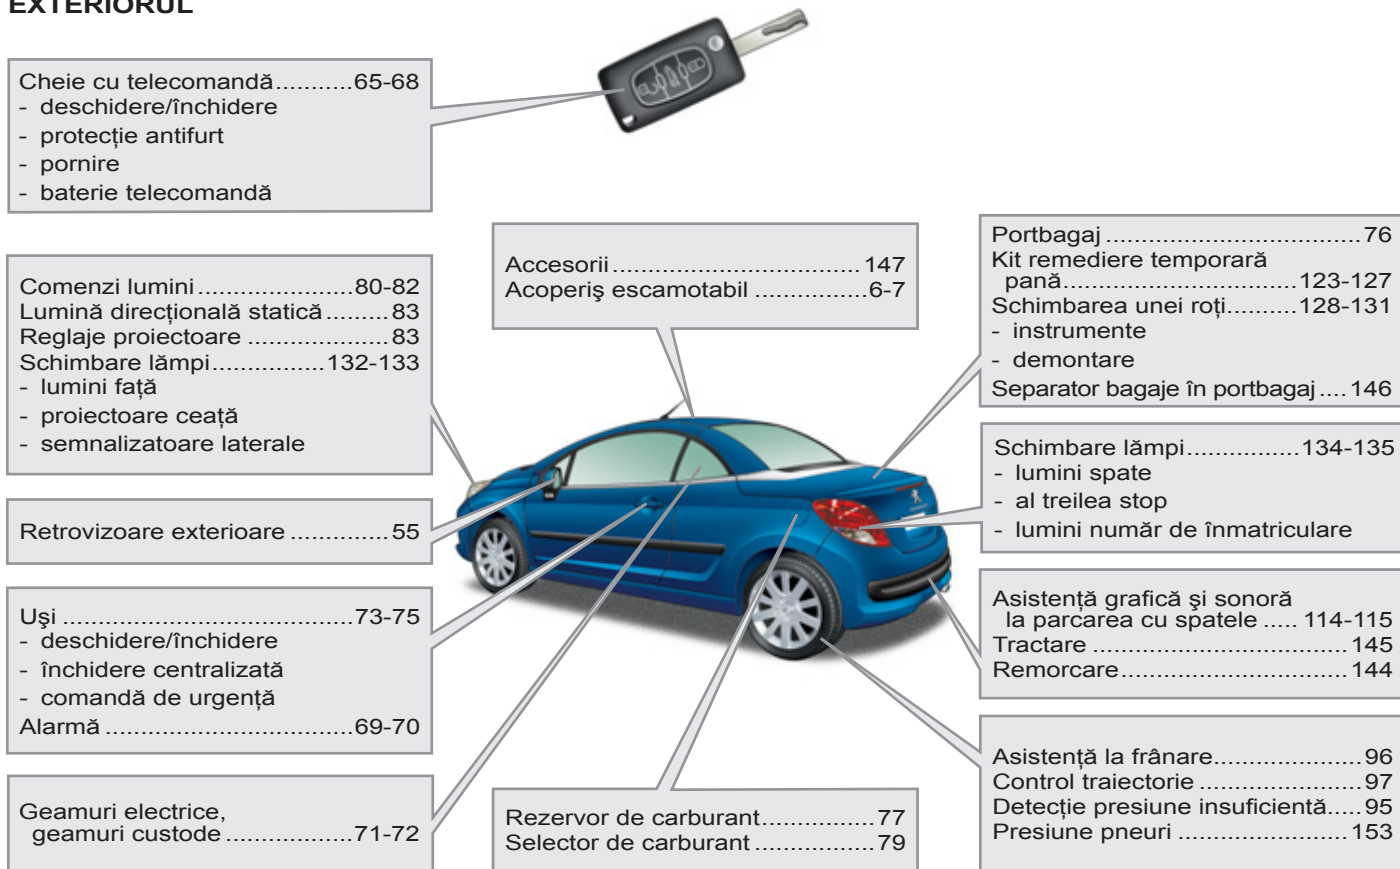 EXTERIORUL
Cheie cu telecomandă...........65-68
- deschidere/închidere
- protecţie antifurt
- pornire
- baterie telecomandă
Comenzi lumini......................80-82
Lumină direcţională statică.........83
Reglaje proiectoare ....................83
Schimbare lămpi................132-133
- lumini faţă
- proiectoare ceaţă
- semnalizatoare laterale
Retrovizoare exterioare ..............55
Uşi .........................................73-75
- deschidere/închidere
- închidere centralizată
- comandă de urgenţă
Alarmă ...................................69-70
Geamuri electrice,
geamuri custode ..................71-72
Accesorii................................... 147
Acoperiş escamotabil ................6-7
Rezervor de carburant................77
Selector de carburant .................79
Portbagaj ....................................76
Kit remediere temporară
pană.................................123-127
Schimbarea unei roţi..........128-131
- instrumente
- demontare
Separator bagaje în portbagaj ....146
Schimbare lămpi................134-135
- lumini spate
- al treilea stop
- lumini număr de înmatriculare
Asistenţă grafică şi sonoră
la parcarea cu spatele ..... 114-115
Tractare ....................................145
Remorcare................................144
Asistenţă la frânare.....................96
Control traiectorie .......................97
Detecţie presiune insuficientă.....95
Presiune pneuri ........................153